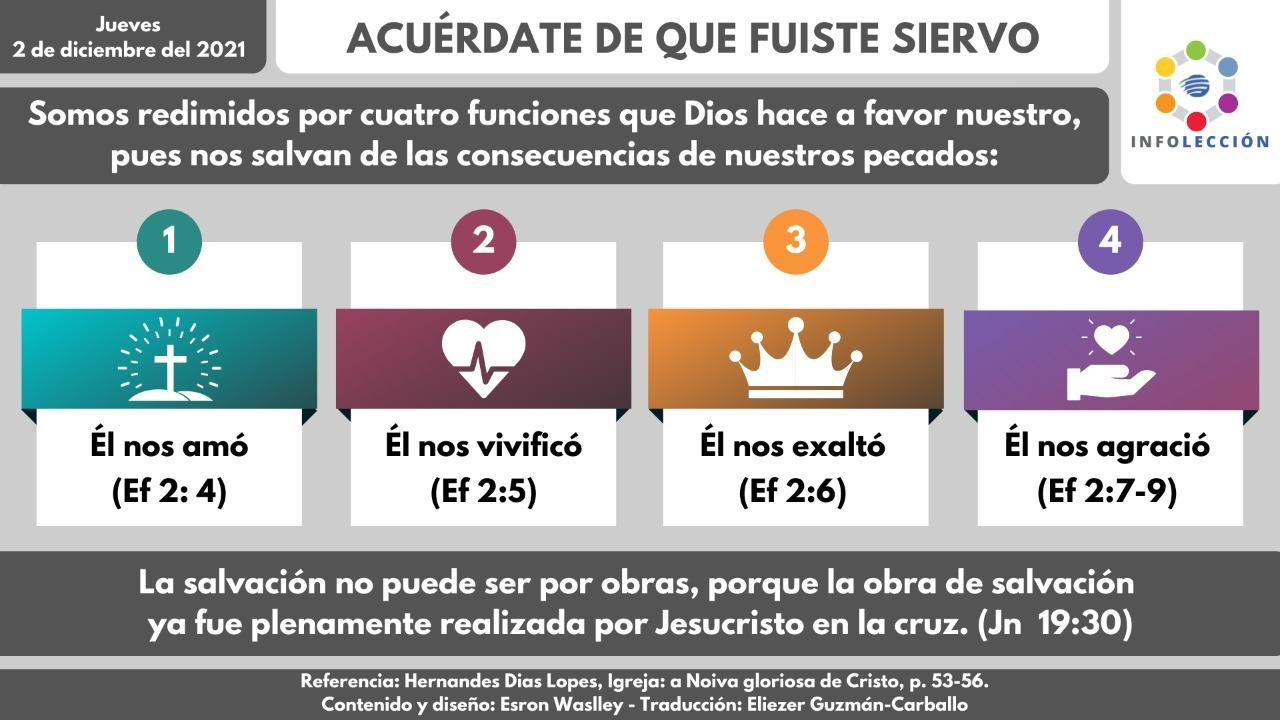 Jueves
2 de diciembre del 2021
ACUÉRDATE DE QUE FUISTE SIERVO
INFOLECCIÓN
Somos redimidos por cuatro funciones que Dios hace a favor nuestro,
pues nos salvan de las consecuencias de nuestros pecados:
1
Él nos amó
(Ef 2: 4)
2
Él nos vivificó
(Ef 2:5)
3
Él nos exaltó
(Ef 2:6)
4
Él nos agració
(Ef 2:7-9)
La salvación no puede ser por obras, porque la obra de salvación
ya fue plenamente realizada por Jesucristo en la cruz. (Jn 19:30)
Referencia: Hernandes Dias Lopes, Igreja: a Noiva gloriosa de Cristo, p. 53-56.
Contenido y diseño: Esron Waslley - Traducción: Eliezer Guzmán-Carballo